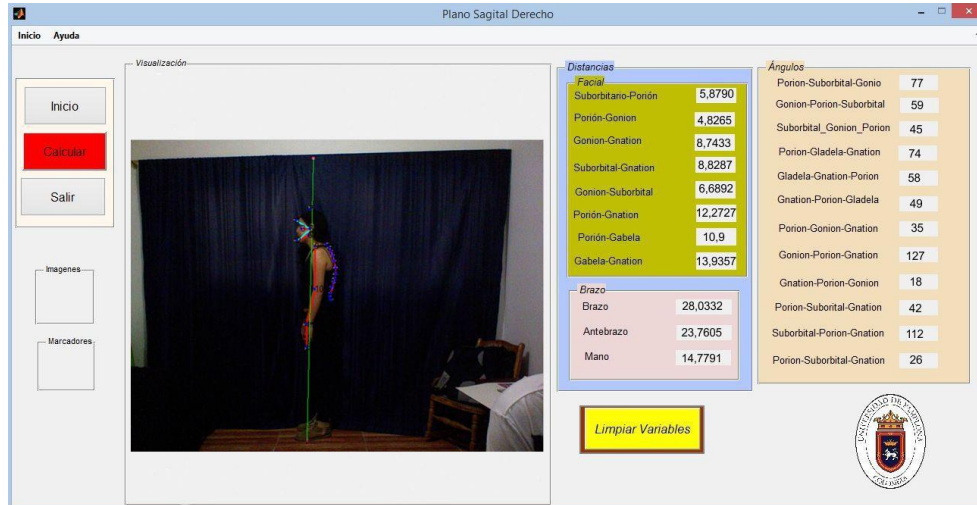 Plano Sagital Derecho
Inicio Ayuda
Inicio
Calcular
Salir
Imagenes
Marcadores
Visualización
Distancias
Facial
Suborbitario-Porión 5,8790
Porión-Gonion 4,8265
Gonion-Gnation 8,7433
Suborbital-Gnation 8,8287
Gonion-Suborbital 6,6892
Porión-Gnation 12,2727
Porión-Gabela 10,9
Gabela-Gnation 13,9357
Brazo
Brazo 28,0332
Antebrazo 23,7605
Mano 14,7791
Ángulos
Porion-Suborbital-Gonio 77
Gonion-Porion-Suborbital 59
Suborbital_Gonion_Porion 45
Porion-Gladela-Gnation 74
Gladela-Gnation-Porion 58
Gnation-Porion-Gladela 49
Porion-Gonion-Gnation 35
Gonion-Porion-Gnation 127
Gnation-Porion-Gonion 18
Porion-Suborital-Gnation 42
Suborbital-Porion-Gnation 112
Porion-Suborbital-Gnation 26
Limpiar Variables
UNIVERSIDAD DE PAMPLONA
COLOMBIA